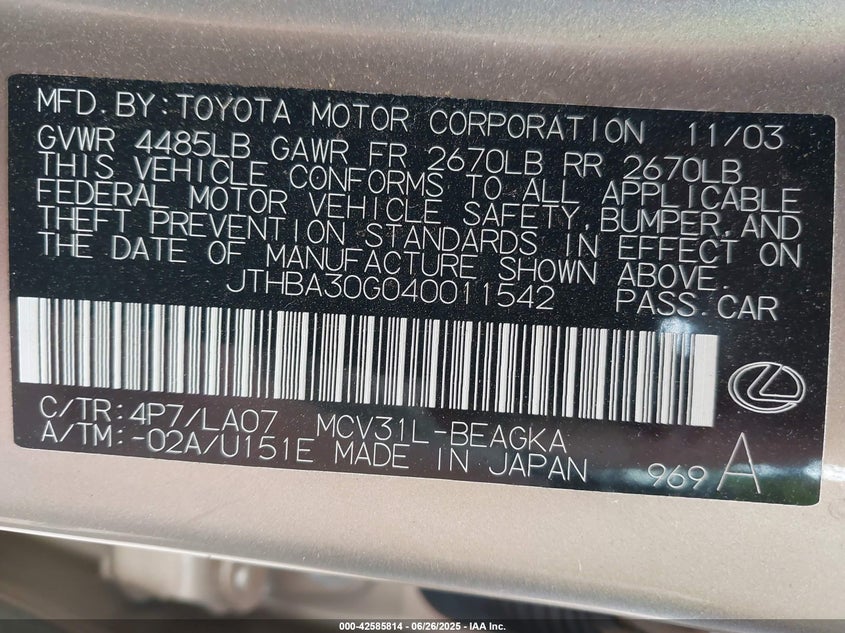 MFD. BY: TOYOTA MOTOR CORPORATION 11/03
GVWR 4485LB GAWR FR 2670LB RR 2670LB
THIS VEHICLE CONFORMS TO ALL APPLICABLE
FEDERAL MOTOR VEHICLE SAFETY, BUMPER, AND
THEFT PREVENTION STANDARDS IN EFFECT ON
THE DATE OF MANUFACTURE SHOWN ABOVE.
JTHBA30G040011542 PASS.CAR
C/TR: 4P7/LA07 MCV31L-BEAGKA
A/TM: -02A/U151E MADE IN JAPAN 969 A
000-42585814 - 06/26/2025 - IAA Inc.